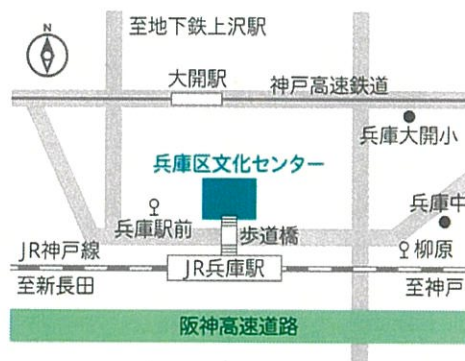 N
至地下鉄上沢駅
大開駅
神戸高速鉄道
兵庫大開小
兵庫区文化センター
兵庫中
兵庫駅前
歩道橋
柳原
JR神戸線
JR兵庫駅
至新長田
至神戸
阪神高速道路